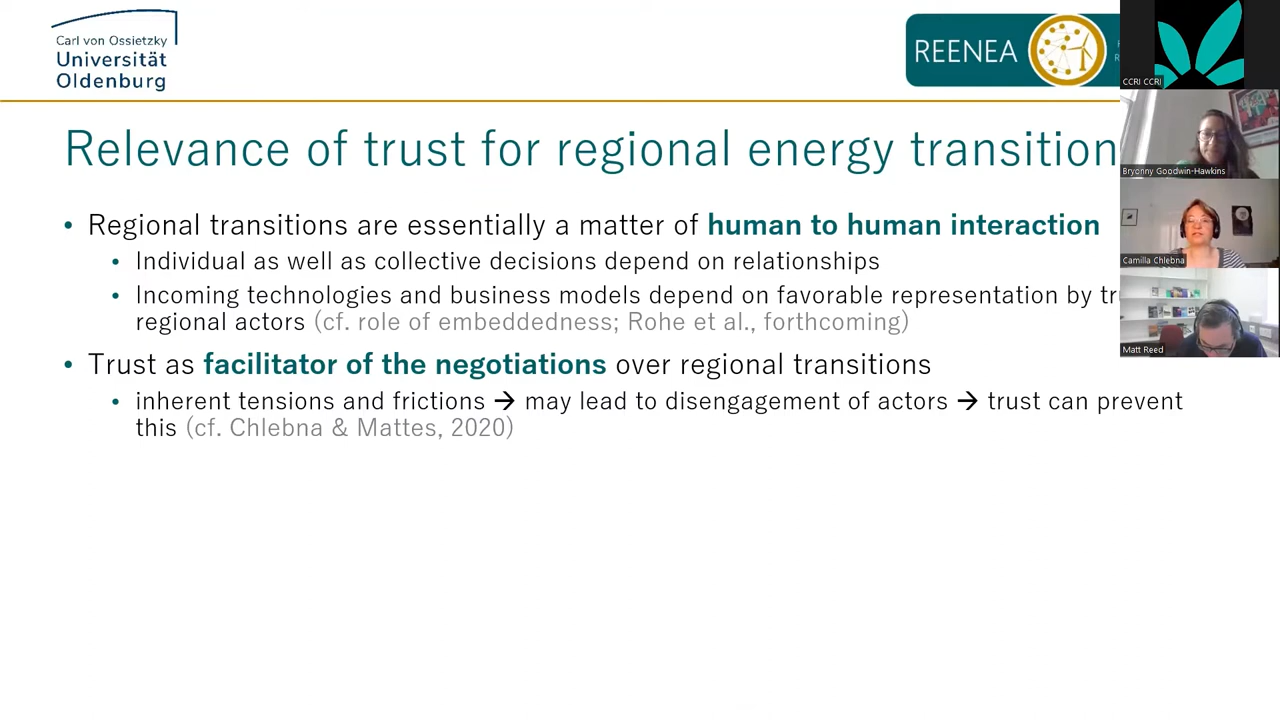 Carl von Ossietzky
Universität
Oldenburg
REENEA
CCRI CCRI
Bryonny Goodwin-Hawkins
Camilla Chlebna
Matt Reed
Relevance of trust for regional energy transition
• Regional transitions are essentially a matter of human to human interaction
• Individual as well as collective decisions depend on relationships
• Incoming technologies and business models depend on favorable representation by
regional actors (cf. role of embeddedness; Rohe et al., forthcoming)
• Trust as facilitator of the negotiations over regional transitions
• inherent tensions and frictions → may lead to disengagement of actors → trust can prevent
this (cf. Chlebna & Mattes, 2020)